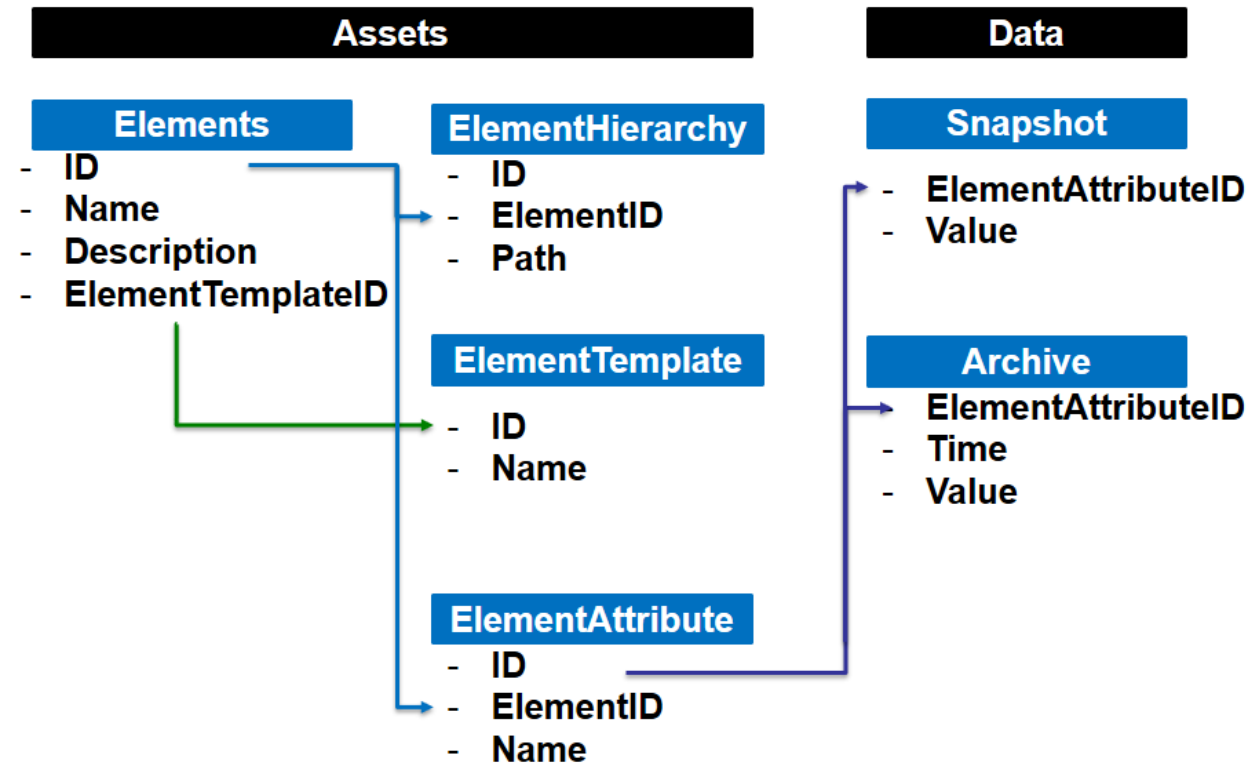 Assets
Elements
- ID
- Name
- Description
- ElementTemplateID
ElementHierarchy
- ID
- ElementID
- Path
ElementTemplate
- ID
- Name
ElementAttribute
- ID
- ElementID
- Name
Data
Snapshot
- ElementAttributeID
- Value
Archive
- ElementAttributeID
- Time
- Value